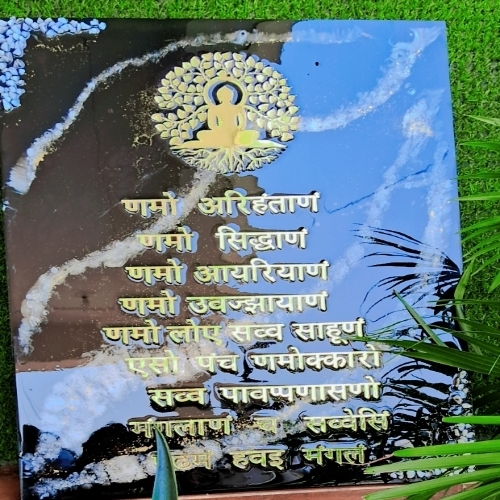 णमो अरिहंताणं
णमो सिद्धाणं
णमो आयरियाणं
णमो उवज्झायाणं
णमो लोए सव्व साहूणं
एसो पंच णमोक्कारो
सव्व पावप्पणासणो
मंगलाणं च सव्वेसिं
हवइ मंगलं